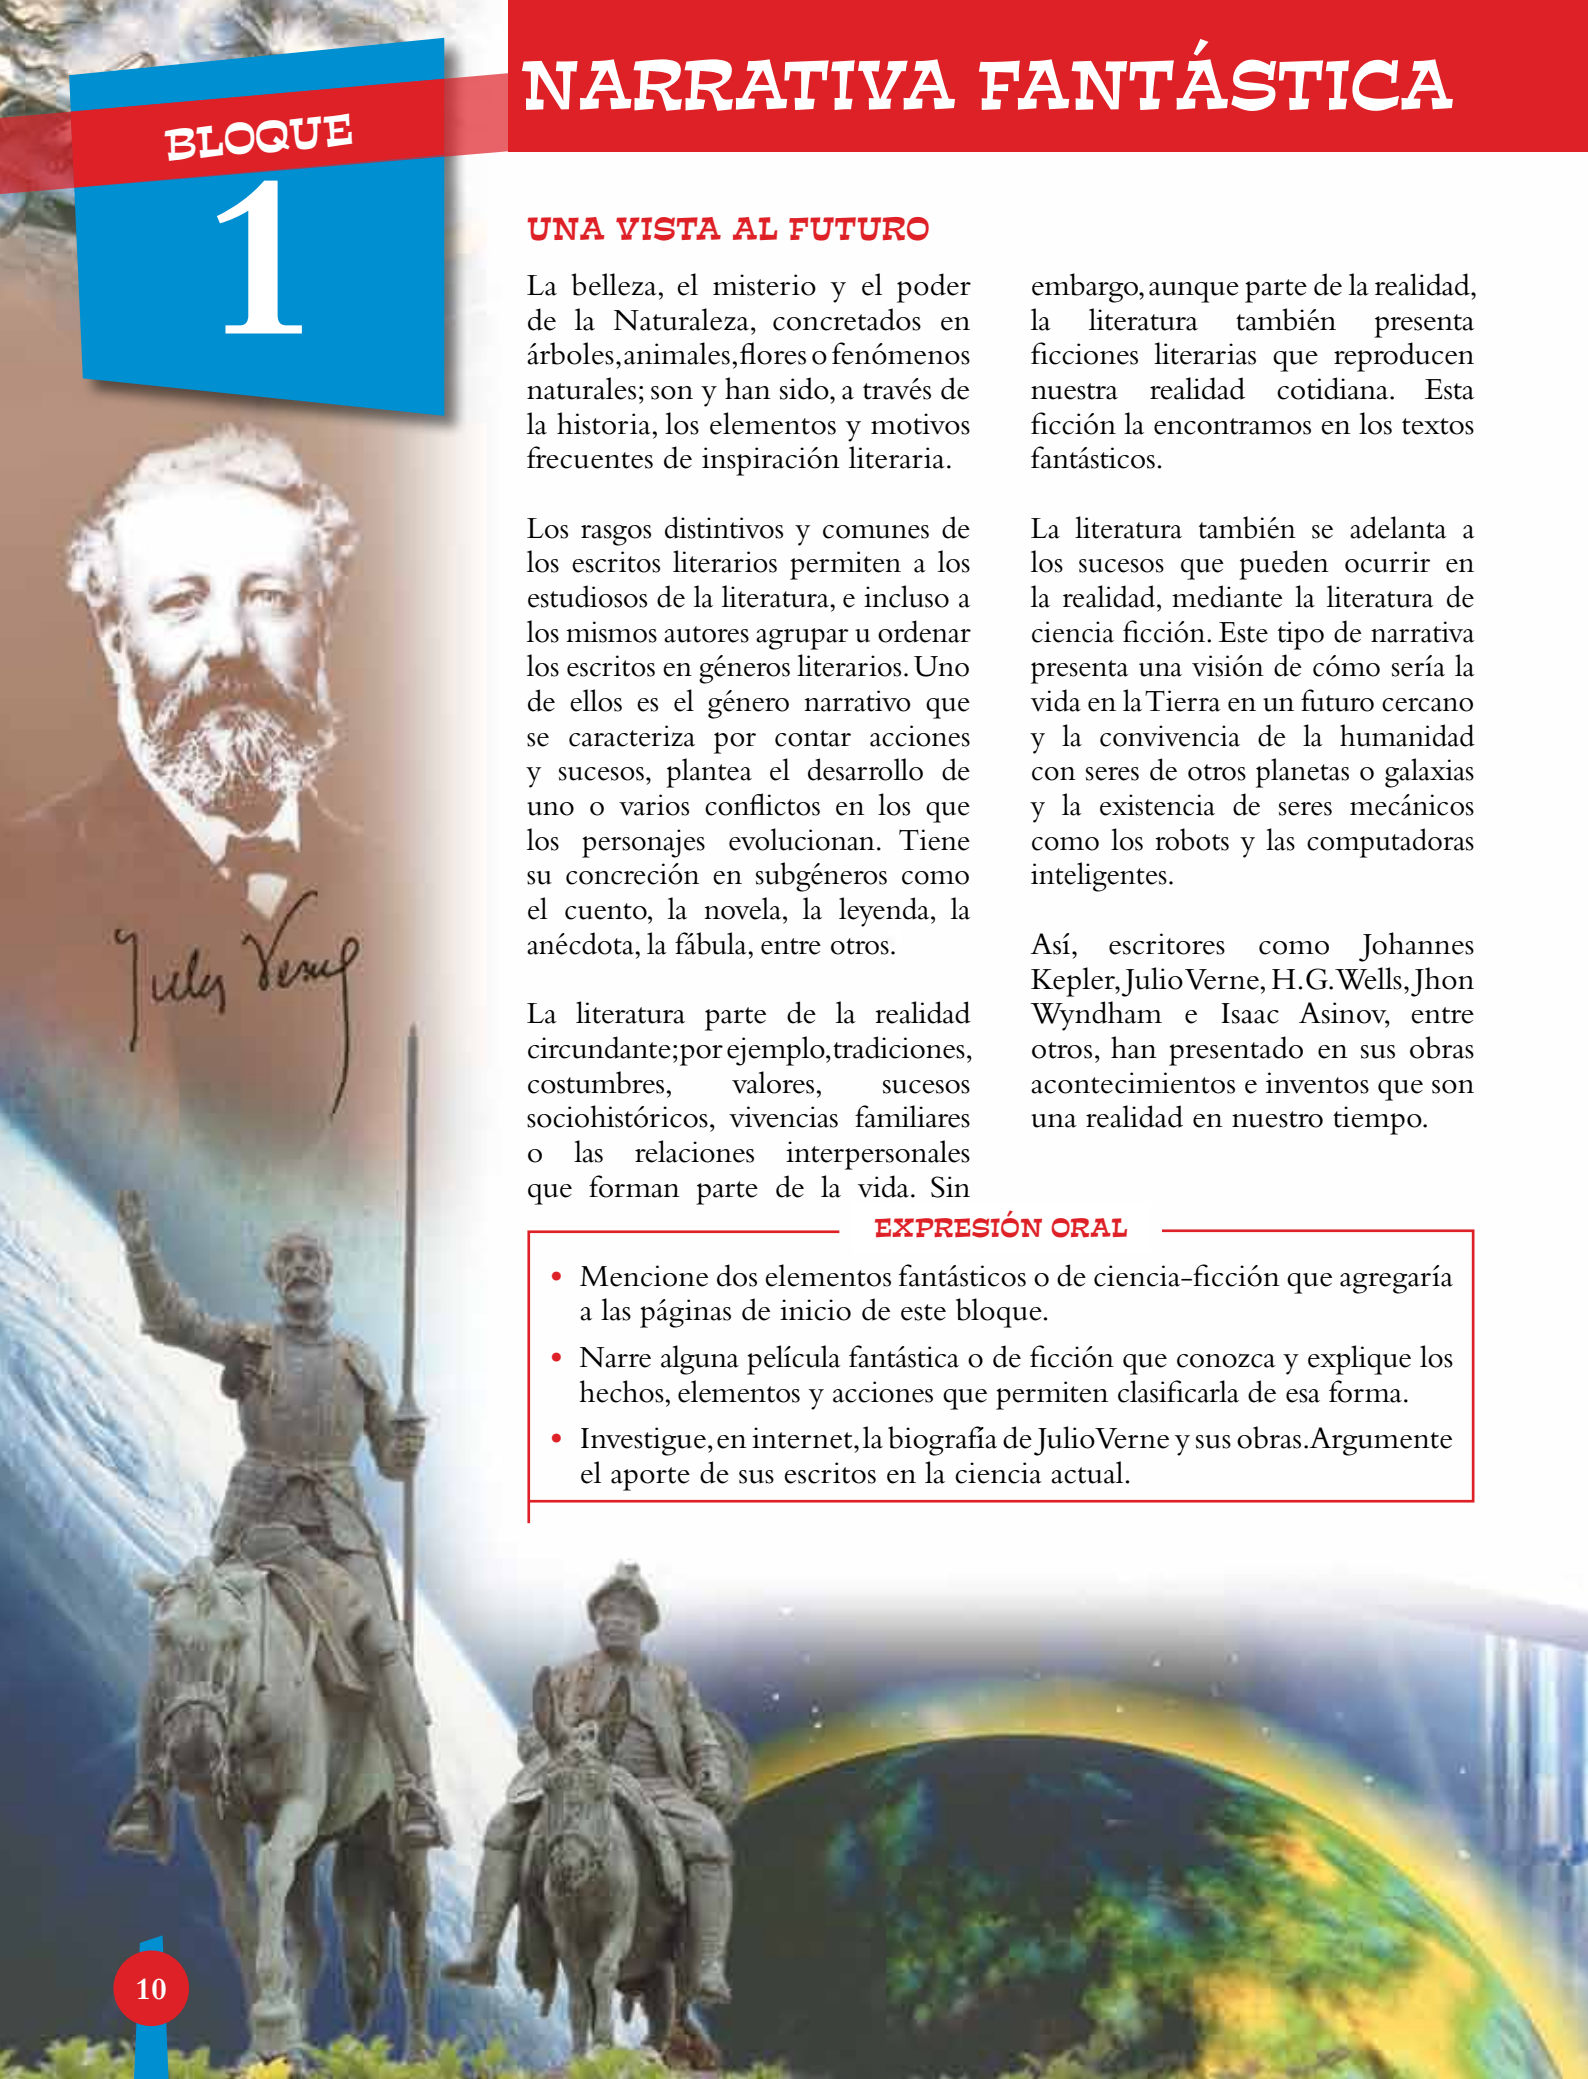 NARRATIVA FANTÁSTICA
BLOQUE
1
UNA VISTA AL FUTURO
La belleza, el misterio y el poder
de la Naturaleza, concretados en
árboles, animales, flores o fenómenos
naturales; son y han sido, a través de
la historia, los elementos y motivos
frecuentes de inspiración literaria.
Los rasgos distintivos y comunes de
los escritos literarios permiten a los
estudiosos de la literatura, e incluso a
los mismos autores agrupar u ordenar
los escritos en géneros literarios. Uno
de ellos es el género narrativo que
se caracteriza por contar acciones
y sucesos, plantea el desarrollo de
uno o varios conflictos en los que
los personajes evolucionan. Tiene
su concreción en subgéneros como
el cuento, la novela, la leyenda, la
anécdota, la fábula, entre otros.
La literatura parte de la realidad
circundante; por ejemplo, tradiciones,
costumbres, valores, sucesos
sociohistóricos, vivencias familiares
o las relaciones interpersonales
que forman parte de la vida. Sin
embargo, aunque parte de la realidad,
la literatura también presenta
ficciones literarias que reproducen
nuestra realidad cotidiana. Esta
ficción la encontramos en los textos
fantásticos.
La literatura también se adelanta a
los sucesos que pueden ocurrir en
la realidad, mediante la literatura de
ciencia ficción. Este tipo de narrativa
presenta una visión de cómo sería la
vida en la Tierra en un futuro cercano
y la convivencia de la humanidad
con seres de otros planetas o galaxias
y la existencia de seres mecánicos
como los robots y las computadoras
inteligentes.
Así, escritores como Johannes
Kepler, Julio Verne, H.G. Wells, Jhon
Wyndham e Isaac Asinov, entre
otros, han presentado en sus obras
acontecimientos e inventos que son
una realidad en nuestro tiempo.
Jules Verne
EXPRESIÓN ORAL
• Mencione dos elementos fantásticos o de ciencia-ficción que agregaría
a las páginas de inicio de este bloque.
• Narre alguna película fantástica o de ficción que conozca y explique los
hechos, elementos y acciones que permiten clasificarla de esa forma.
• Investigue, en internet, la biografía de Julio Verne y sus obras. Argumente
el aporte de sus escritos en la ciencia actual.
10